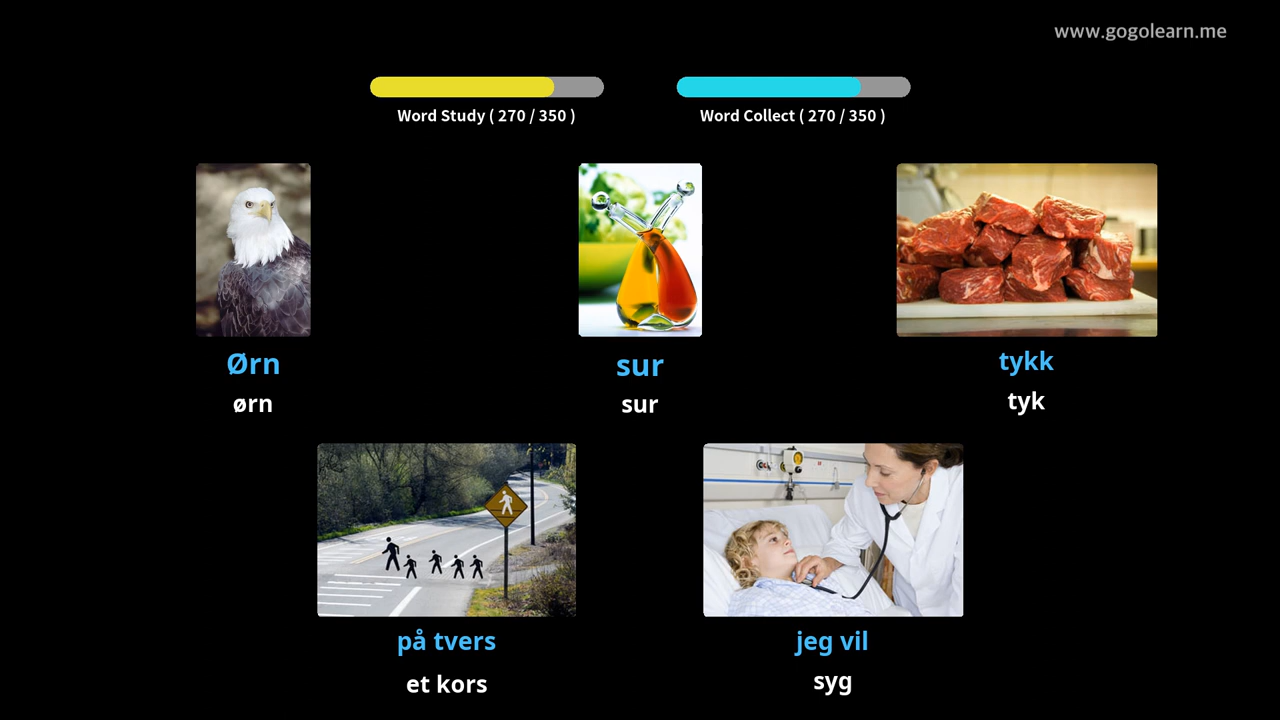 www.gogolearn.me
Word Study ( 270 / 350 )
Word Collect ( 270 / 350 )
Ørn
ørn
sur
sur
tykk
tyk
på tvers
et kors
jeg vil
syg